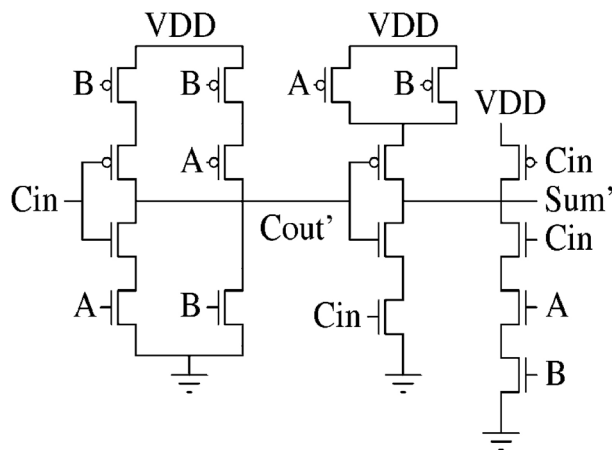 VDD VDD
B B A B
VDD
A Cin
Cin Sum'
Cout' Cin
A B Cin A
B